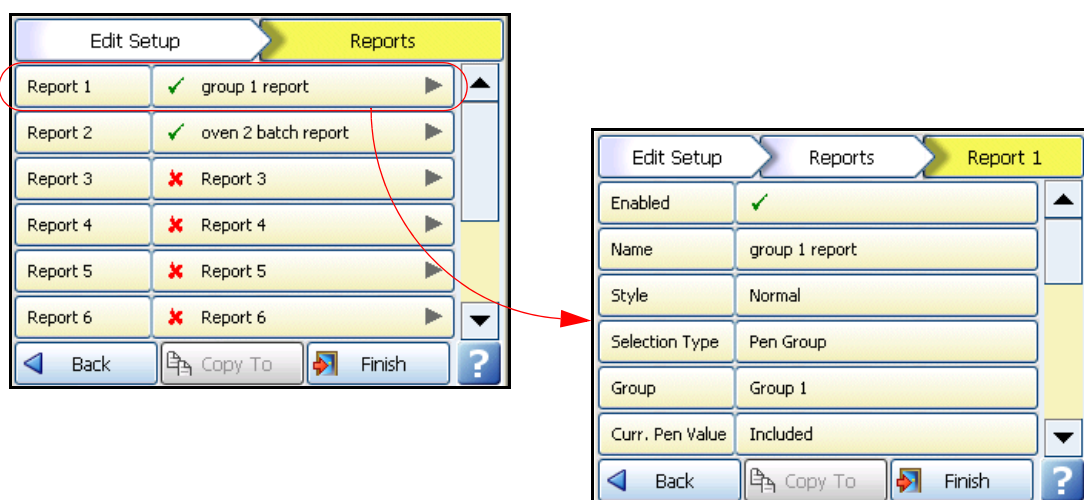 Edit Setup Reports
Report 1 group 1 report
Report 2 oven 2 batch report
Report 3 Report 3
Report 4 Report 4
Report 5 Report 5
Report 6 Report 6
Back Copy To Finish ?
Edit Setup Reports Report 1
Enabled
Name group 1 report
Style Normal
Selection Type Pen Group
Group Group 1
Curr. Pen Value Included
Back Copy To Finish ?